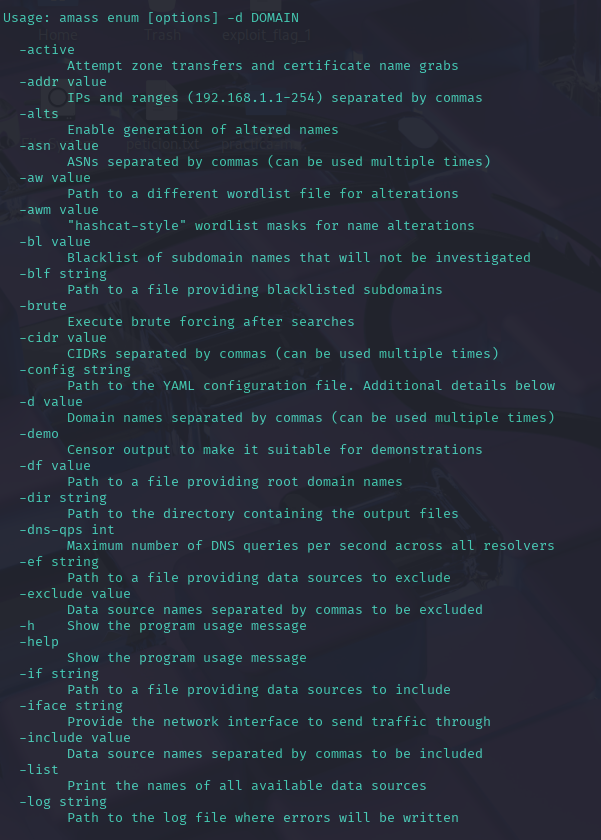 Usage: amass enum [options] -d DOMAIN
Home Trash exploit_flag_1
-active
Attempt zone transfers and certificate name grabs
-addr value
IPs and ranges (192.168.1.1-254) separated by commas
-alts
Enable generation of altered names
-asn value
peticion.txt
ASNs separated by commas (can be used multiple times)
-aw value
Path to a different wordlist file for alterations
-awm value
"hashcat-style" wordlist masks for name alterations
-bl value
Blacklist of subdomain names that will not be investigated
-blf string
Path to a file providing blacklisted subdomains
-brute
Execute brute forcing after searches
-cidr value
CIDRs separated by commas (can be used multiple times)
-config string
Path to the YAML configuration file. Additional details below
-d value
Domain names separated by commas (can be used multiple times)
-demo
Censor output to make it suitable for demonstrations
-df value
Path to a file providing root domain names
-dir string
Path to the directory containing the output files
-dns-qps int
Maximum number of DNS queries per second across all resolvers
-ef string
Path to a file providing data sources to exclude
-exclude value
Data source names separated by commas to be excluded
-h Show the program usage message
-help
Show the program usage message
-if string
Path to a file providing data sources to include
-iface string
Provide the network interface to send traffic through
-include value
Data source names separated by commas to be included
-list
Print the names of all available data sources
-log string
Path to the log file where errors will be written